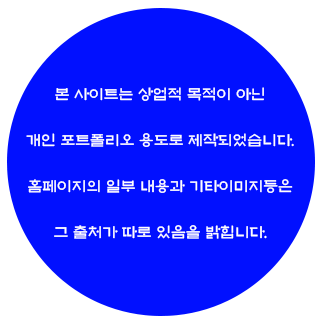 본 사이트는 상업적 목적이 아닌
개인 포트폴리오 용도로 제작되었습니다.
홈페이지의 일부 내용과 기타이미지등은
그 출처가 따로 있음을 밝힙니다.